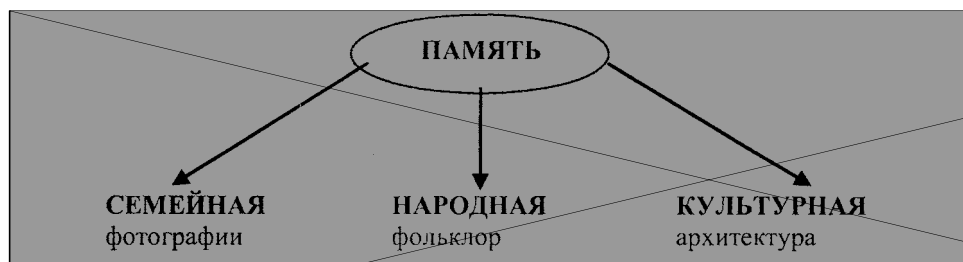 ПАМЯТЬ
СЕМЕЙНАЯ НАРОДНАЯ КУЛЬТУРНАЯ
фотографии фольклор архитектура